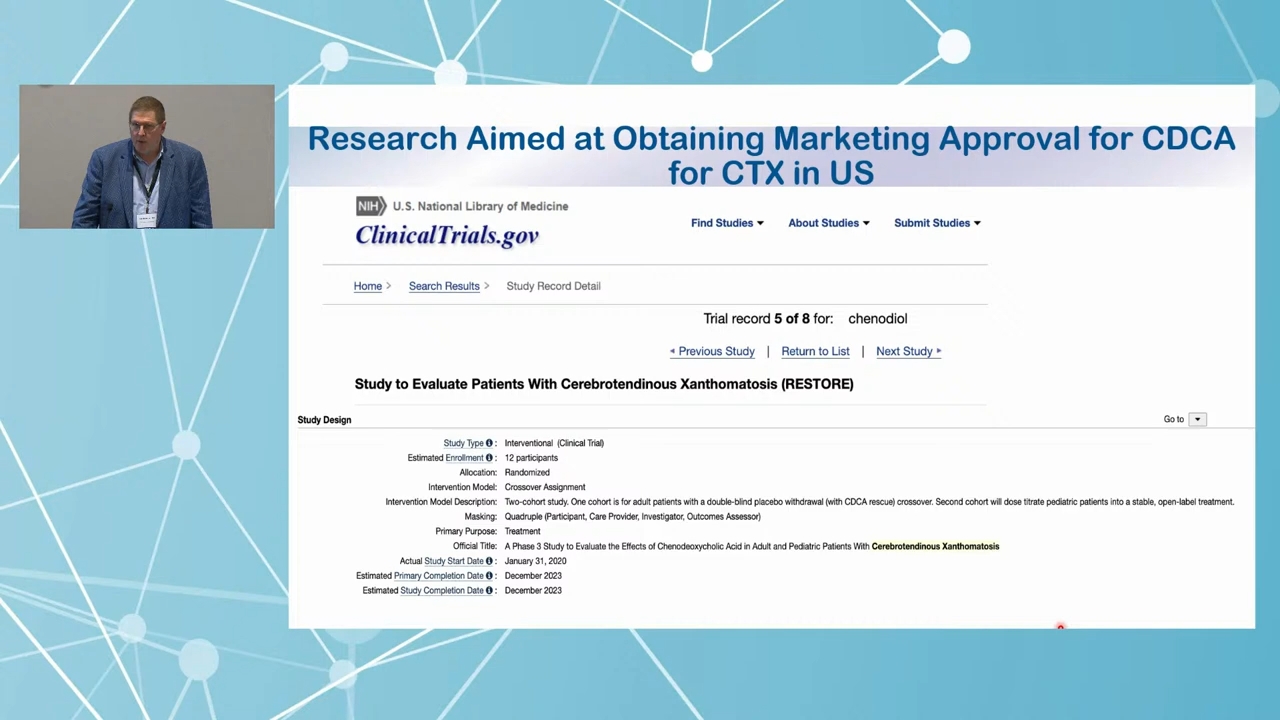 Research Aimed at Obtaining Marketing Approval for CDCA
for CTX in US
NIH U.S. National Library of Medicine
ClinicalTrials.gov
Find Studies About Studies Submit Studies
Home > Search Results > Study Record Detail
Trial record 5 of 8 for: chenodiol
Previous Study | Return to List | Next Study
Study to Evaluate Patients With Cerebrotendinous Xanthomatosis (RESTORE)
Study Design
Go to
Study Type : Interventional (Clinical Trial)
Estimated Enrollment : 12 participants
Allocation: Randomized
Intervention Model: Crossover Assignment
Intervention Model Description: Two-cohort study. One cohort is for adult patients with a double-blind placebo withdrawal (with CDCA rescue) crossover. Second cohort will dose titrate pediatric patients into a stable, open-label treatment.
Masking: Quadruple (Participant, Care Provider, Investigator, Outcomes Assessor)
Primary Purpose: Treatment
Official Title: A Phase 3 Study to Evaluate the Effects of Chenodeoxycholic Acid in Adult and Pediatric Patients With Cerebrotendinous Xanthomatosis
Actual Study Start Date : January 31, 2020
Estimated Primary Completion Date : December 2023
Estimated Study Completion Date : December 2023